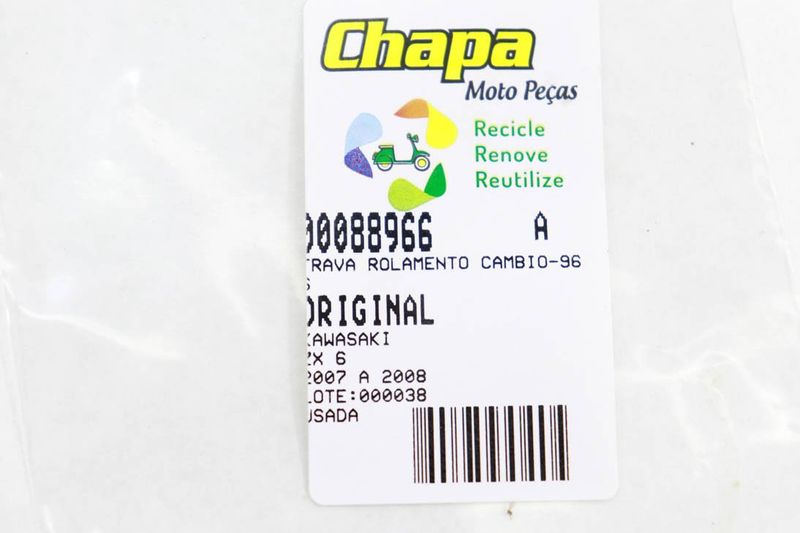 Chapa
Moto Peças
Recicle
Renove
Reutilize
00088966 A
TRAVA ROLAMENTO CAMBIO-96
6
ORIGINAL
KAWASAKI
ZX 6
2007 A 2008
LOTE:000038
USADA